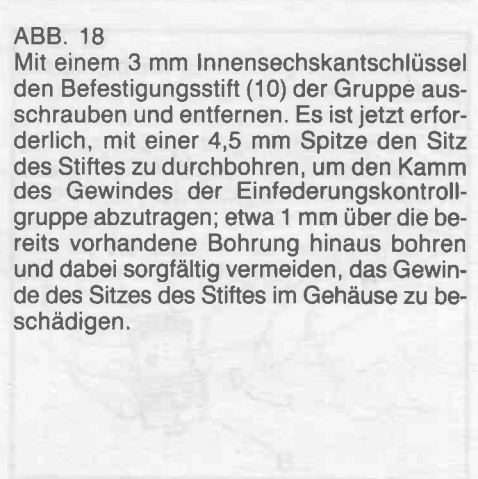 ABB. 18
Mit einem 3 mm Innensechskantschlüssel
den Befestigungsstift (10) der Gruppe aus-
schrauben und entfernen. Es ist jetzt erfor-
derlich, mit einer 4,5 mm Spitze den Sitz
des Stiftes zu durchbohren, um den Kamm
des Gewindes der Einfederungskontroll-
gruppe abzutragen; etwa 1 mm über die be-
reits vorhandene Bohrung hinaus bohren
und dabei sorgfältig vermeiden, das Gewin-
de des Sitzes des Stiftes im Gehäuse zu be-
schädigen.